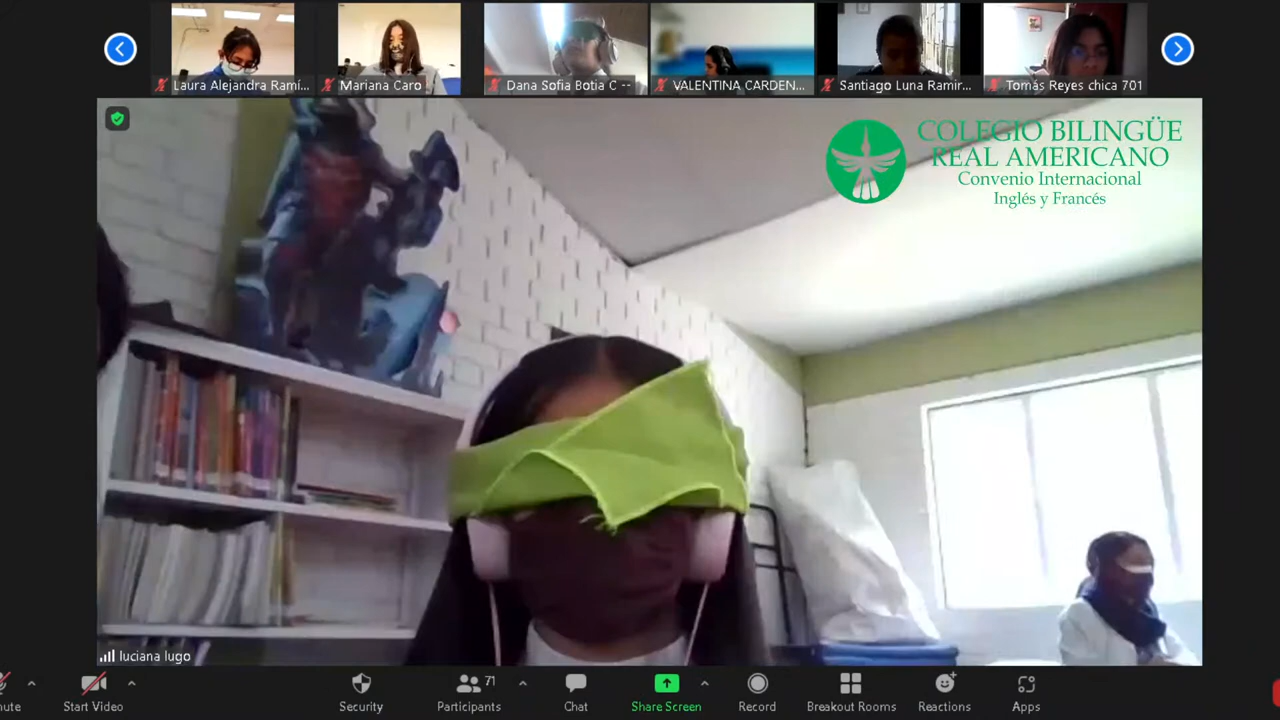 Laura Alejandra Ramí...
Mariana Caro
Dana Sofia Botia C --
VALENTINA CARDEN...
Santiago Luna Ramir...
Tomás Reyes chica 701
COLEGIO BILINGÜE
REAL AMERICANO
Convenio Internacional
Inglés y Francés
luciana lugo
Start Video
Security
71
Participants
Chat
Share Screen
Record
Breakout Rooms
Reactions
Apps